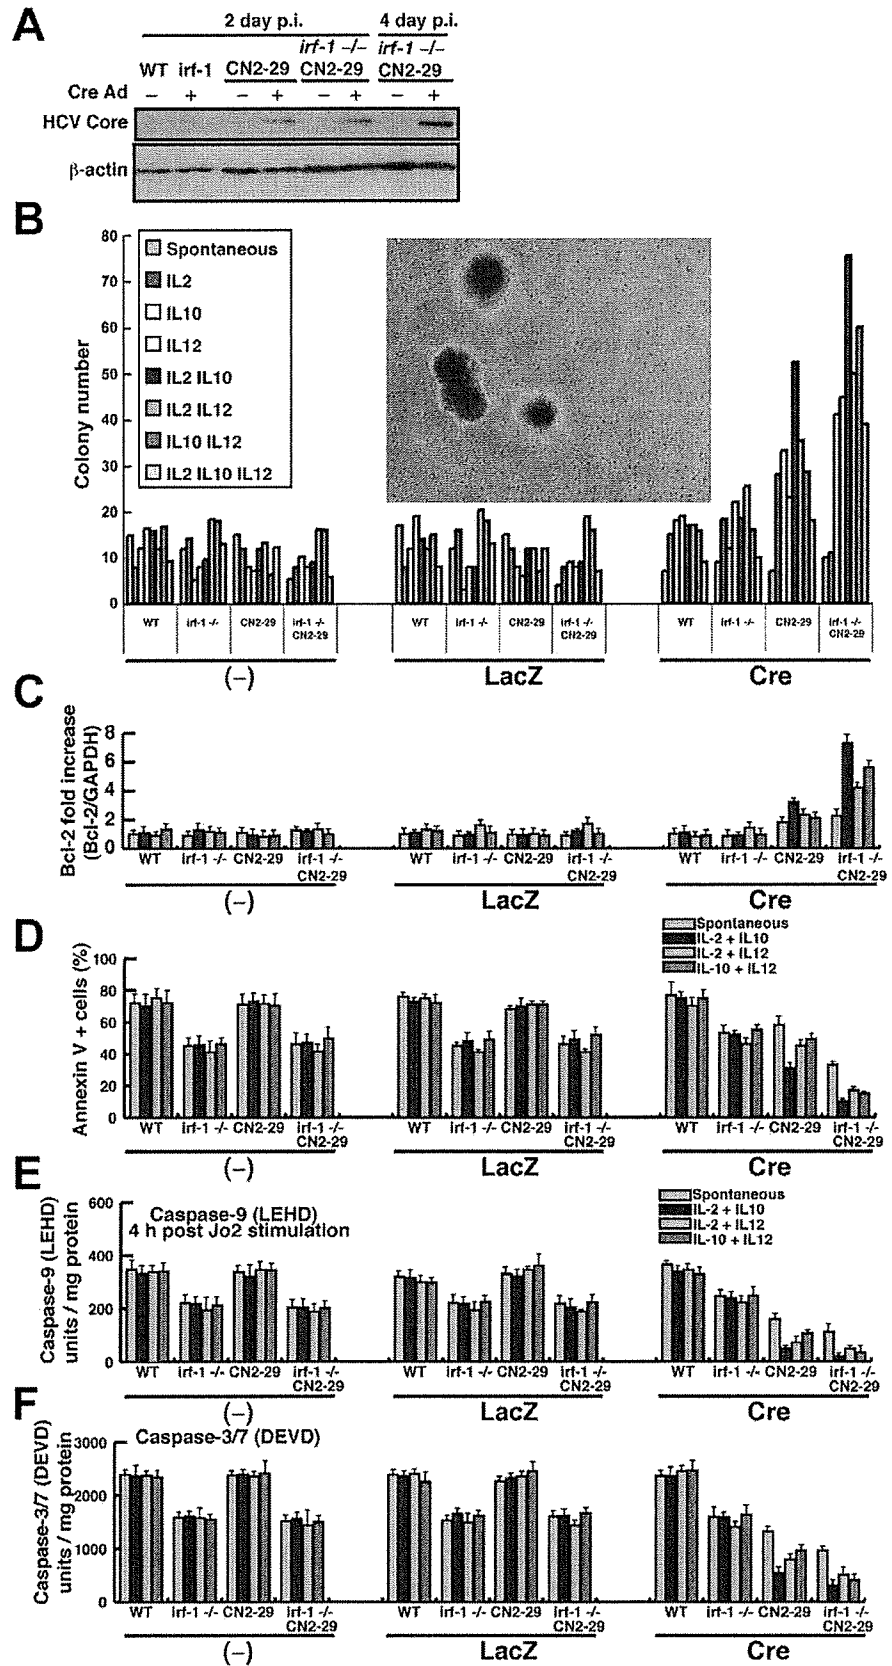 A
2 day p.i. 4 day p.i.
irf-1 –/– irf-1 –/–
WT irf-1 CN2-29 CN2-29 CN2-29
Cre Ad – + – + – + – +
HCV Core
β-actin
B
Colony number
80
70
60
50
40
30
20
10
0
Spontaneous
IL2
IL10
IL12
IL2 IL10
IL2 IL12
IL10 IL12
IL2 IL10 IL12
WT irf-1 -/- CN2-29 irf-1 -/- CN2-29
WT irf-1 -/- CN2-29 irf-1 -/- CN2-29
WT irf-1 -/- CN2-29 irf-1 -/- CN2-29
(–) LacZ Cre
C
Bcl-2 fold increase
(Bcl-2/GAPDH)
8
6
4
2
0
WT irf-1 -/- CN2-29 irf-1 -/- CN2-29
WT irf-1 -/- CN2-29 irf-1 -/- CN2-29
WT irf-1 -/- CN2-29 irf-1 -/- CN2-29
(–) LacZ Cre
D
Annexin V + cells (%)
100
80
60
40
20
0
Spontaneous
IL-2 + IL10
IL-2 + IL12
IL-10 + IL12
WT irf-1 -/- CN2-29 irf-1 -/- CN2-29
WT irf-1 -/- CN2-29 irf-1 -/- CN2-29
WT irf-1 -/- CN2-29 irf-1 -/- CN2-29
(–) LacZ Cre
E
Caspase-9 (LEHD)
units / mg protein
600
400
200
0
Caspase-9 (LEHD)
4 h post Jo2 stimulation
Spontaneous
IL-2 + IL10
IL-2 + IL12
IL-10 + IL12
WT irf-1 -/- CN2-29 irf-1 -/- CN2-29
WT irf-1 -/- CN2-29 irf-1 -/- CN2-29
WT irf-1 -/- CN2-29 irf-1 -/- CN2-29
(–) LacZ Cre
F
Caspase-3/7 (DEVD)
units / mg protein
3000
2000
1000
0
Caspase-3/7 (DEVD)
WT irf-1 -/- CN2-29 irf-1 -/- CN2-29
WT irf-1 -/- CN2-29 irf-1 -/- CN2-29
WT irf-1 -/- CN2-29 irf-1 -/- CN2-29
(–) LacZ Cre